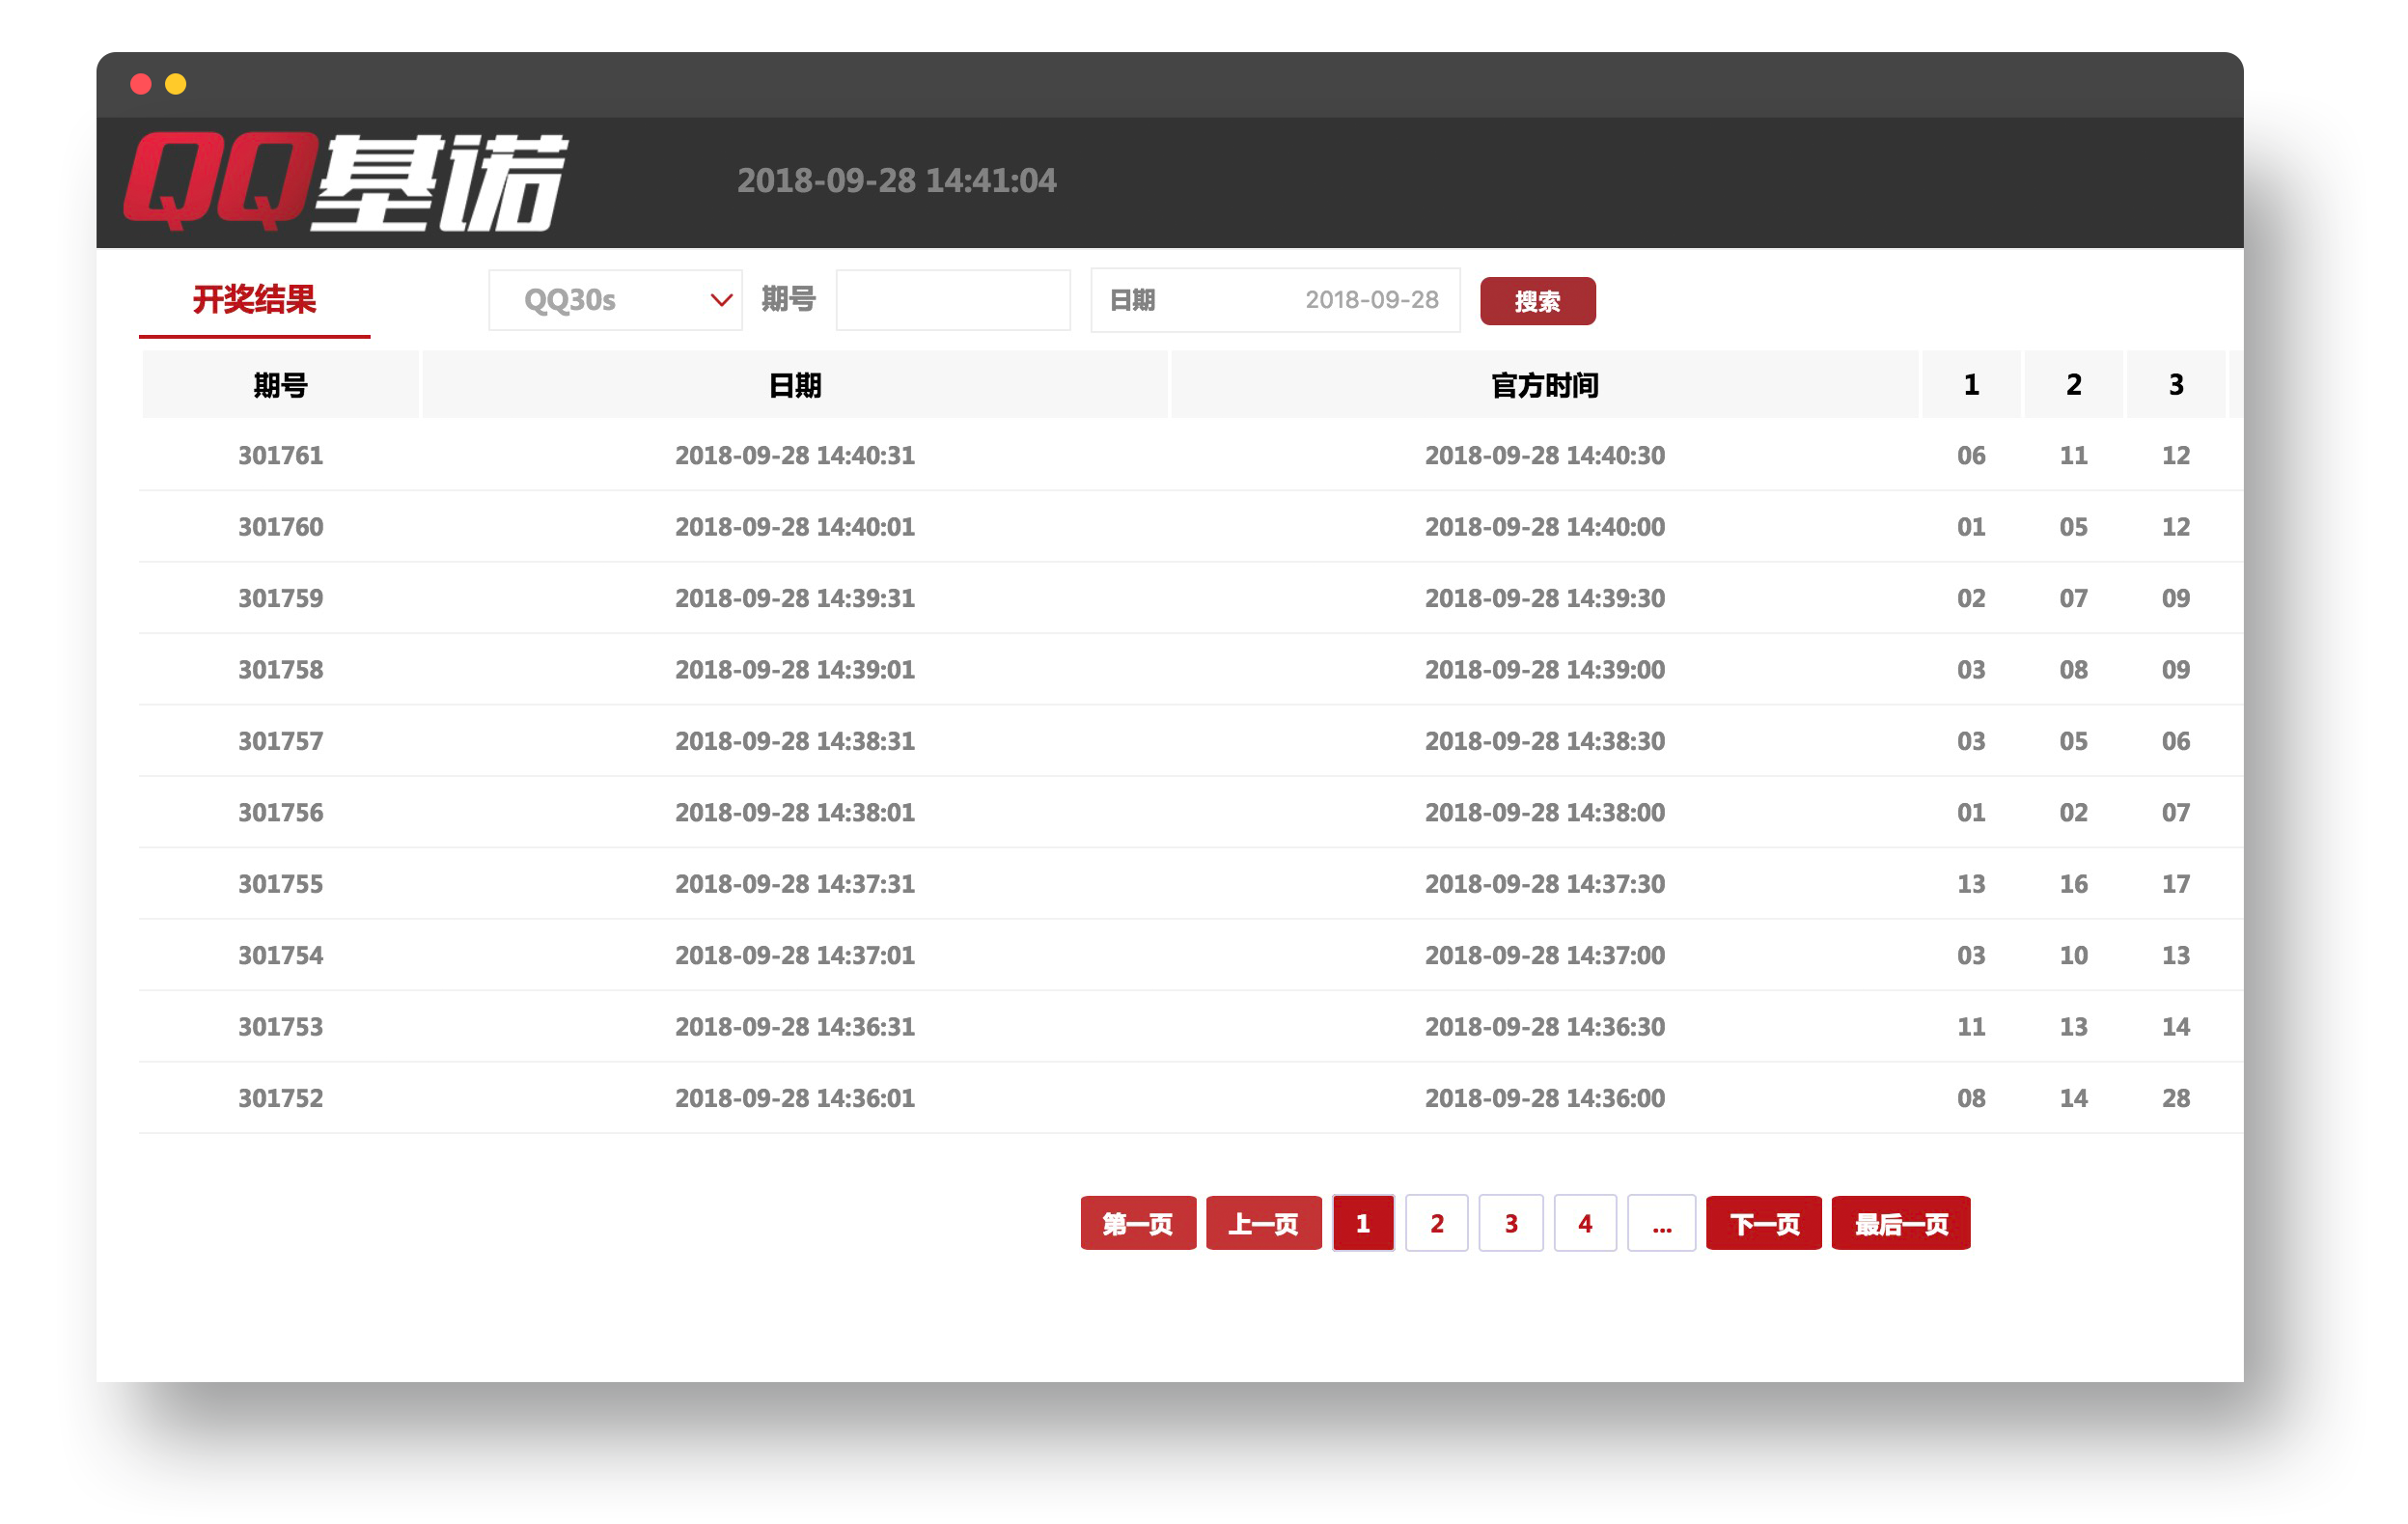 QQ基诺 2018-09-28 14:41:04
开奖结果 QQ30s 期号 日期 2018-09-28 搜索
期号 日期 官方时间 1 2 3
301761 2018-09-28 14:40:31 2018-09-28 14:40:30 06 11 12
301760 2018-09-28 14:40:01 2018-09-28 14:40:00 01 05 12
301759 2018-09-28 14:39:31 2018-09-28 14:39:30 02 07 09
301758 2018-09-28 14:39:01 2018-09-28 14:39:00 03 08 09
301757 2018-09-28 14:38:31 2018-09-28 14:38:30 03 05 06
301756 2018-09-28 14:38:01 2018-09-28 14:38:00 01 02 07
301755 2018-09-28 14:37:31 2018-09-28 14:37:30 13 16 17
301754 2018-09-28 14:37:01 2018-09-28 14:37:00 03 10 13
301753 2018-09-28 14:36:31 2018-09-28 14:36:30 11 13 14
301752 2018-09-28 14:36:01 2018-09-28 14:36:00 08 14 28
第一页 上一页 1 2 3 4 ... 下一页 最后一页